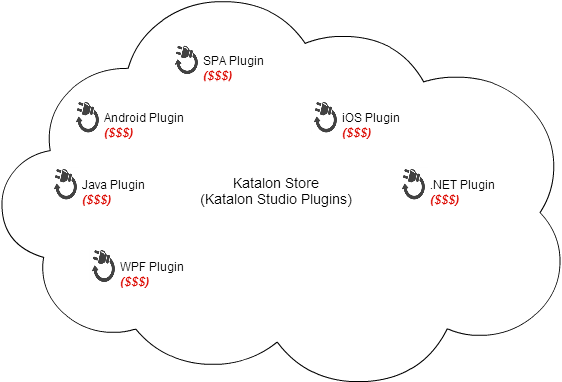 SPA Plugin
($$$)
Android Plugin
($$$)
iOS Plugin
($$$)
Java Plugin
($$$)
Katalon Store
(Katalon Studio Plugins)
.NET Plugin
($$$)
WPF Plugin
($$$)